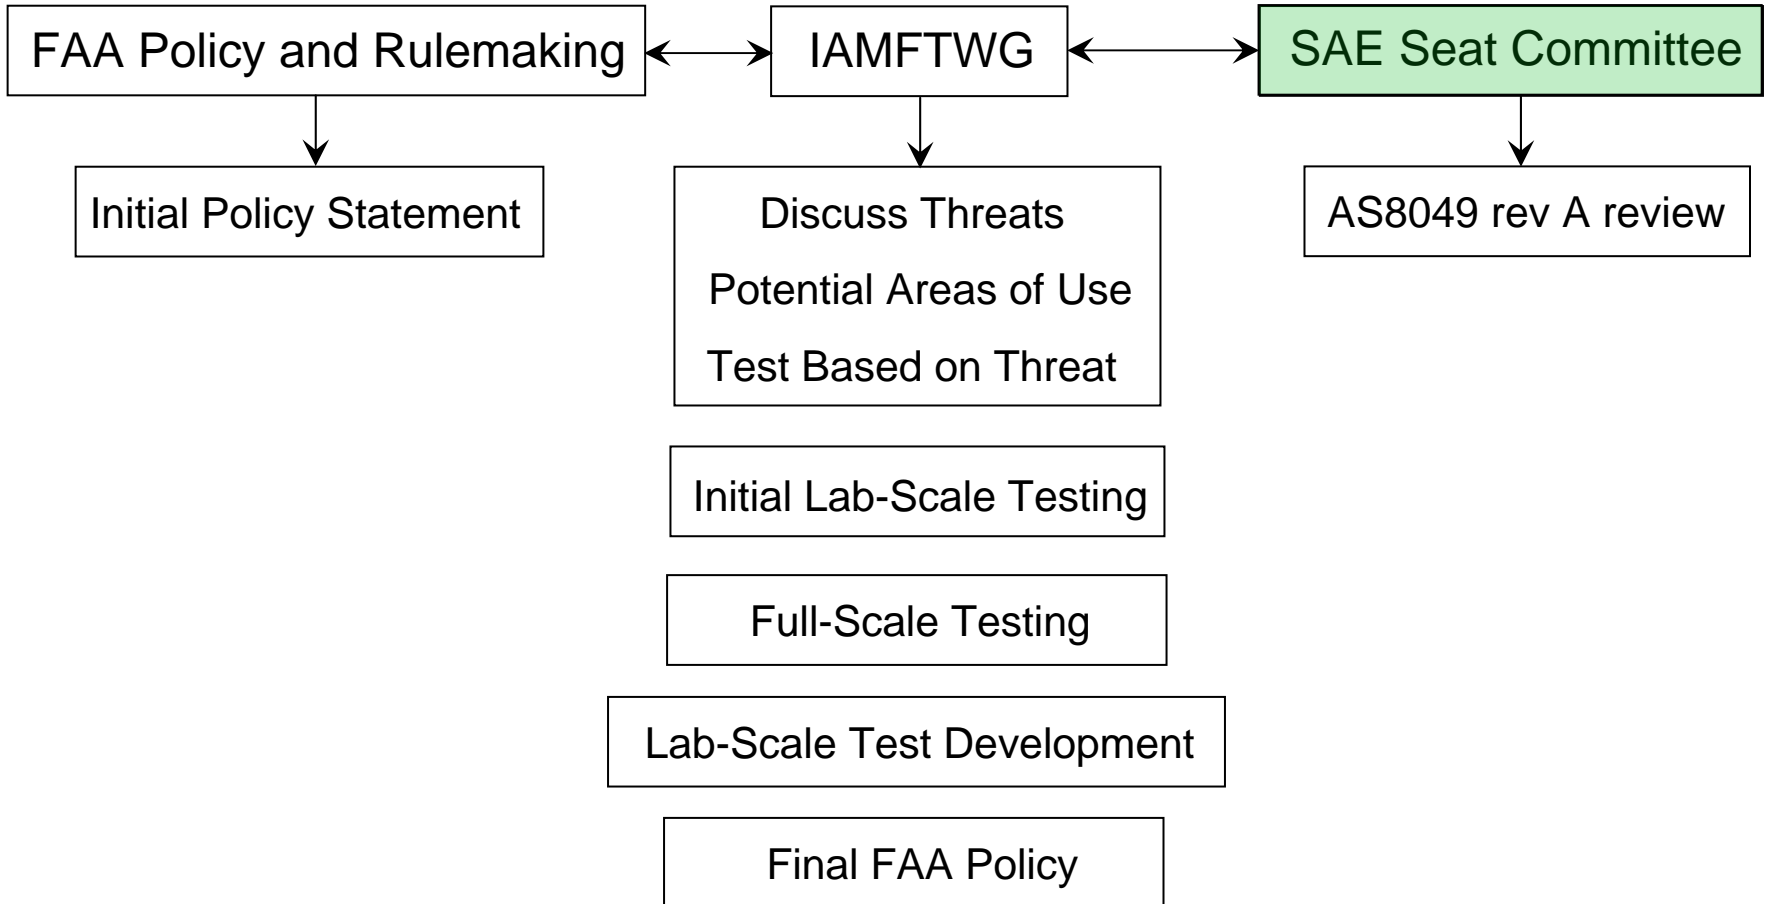 FAA Policy and Rulemaking
IAMFTWG
SAE Seat Committee
Initial Policy Statement
Discuss Threats
Potential Areas of Use
Test Based on Threat
AS8049 rev A review
Initial Lab-Scale Testing
Full-Scale Testing
Lab-Scale Test Development
Final FAA Policy